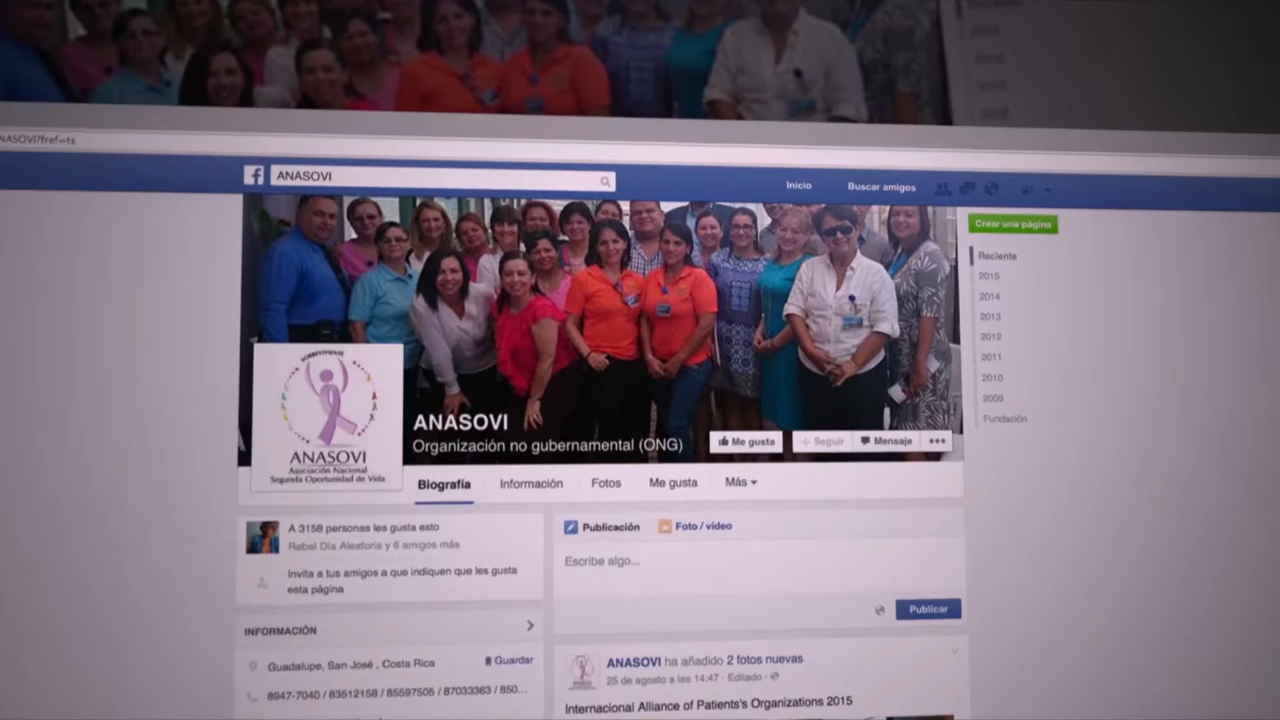 NASOVI?fref=ts
ANASOVI
Inicio
Buscar amigos
Crear una página
Reciente
2015
2014
2013
2012
2011
2010
2009
Fundación
SOBREVIVIENTE
ANASOVI
Asociación Nacional
Segunda Oportunidad de Vida
ANASOVI
Organización no gubernamental (ONG)
Me gusta
Seguir
Mensaje
Biografía
Información
Fotos
Me gusta
Más
A 3158 personas les gusta esto
Rebel Dia Aleatoria y 6 amigos más
Invita a tus amigos a que indiquen que les gusta
esta página
INFORMACIÓN
Guadalupe, San José , Costa Rica
Guardar
8947-7040 / 83512158 / 85597505 / 87033363 / 850...
Publicación
Foto / vídeo
Escribe algo...
Publicar
ANASOVI ha añadido 2 fotos nuevas
25 de agosto a las 14:47 · Editado ·
Internacional Alliance of Patients's Organizations 2015